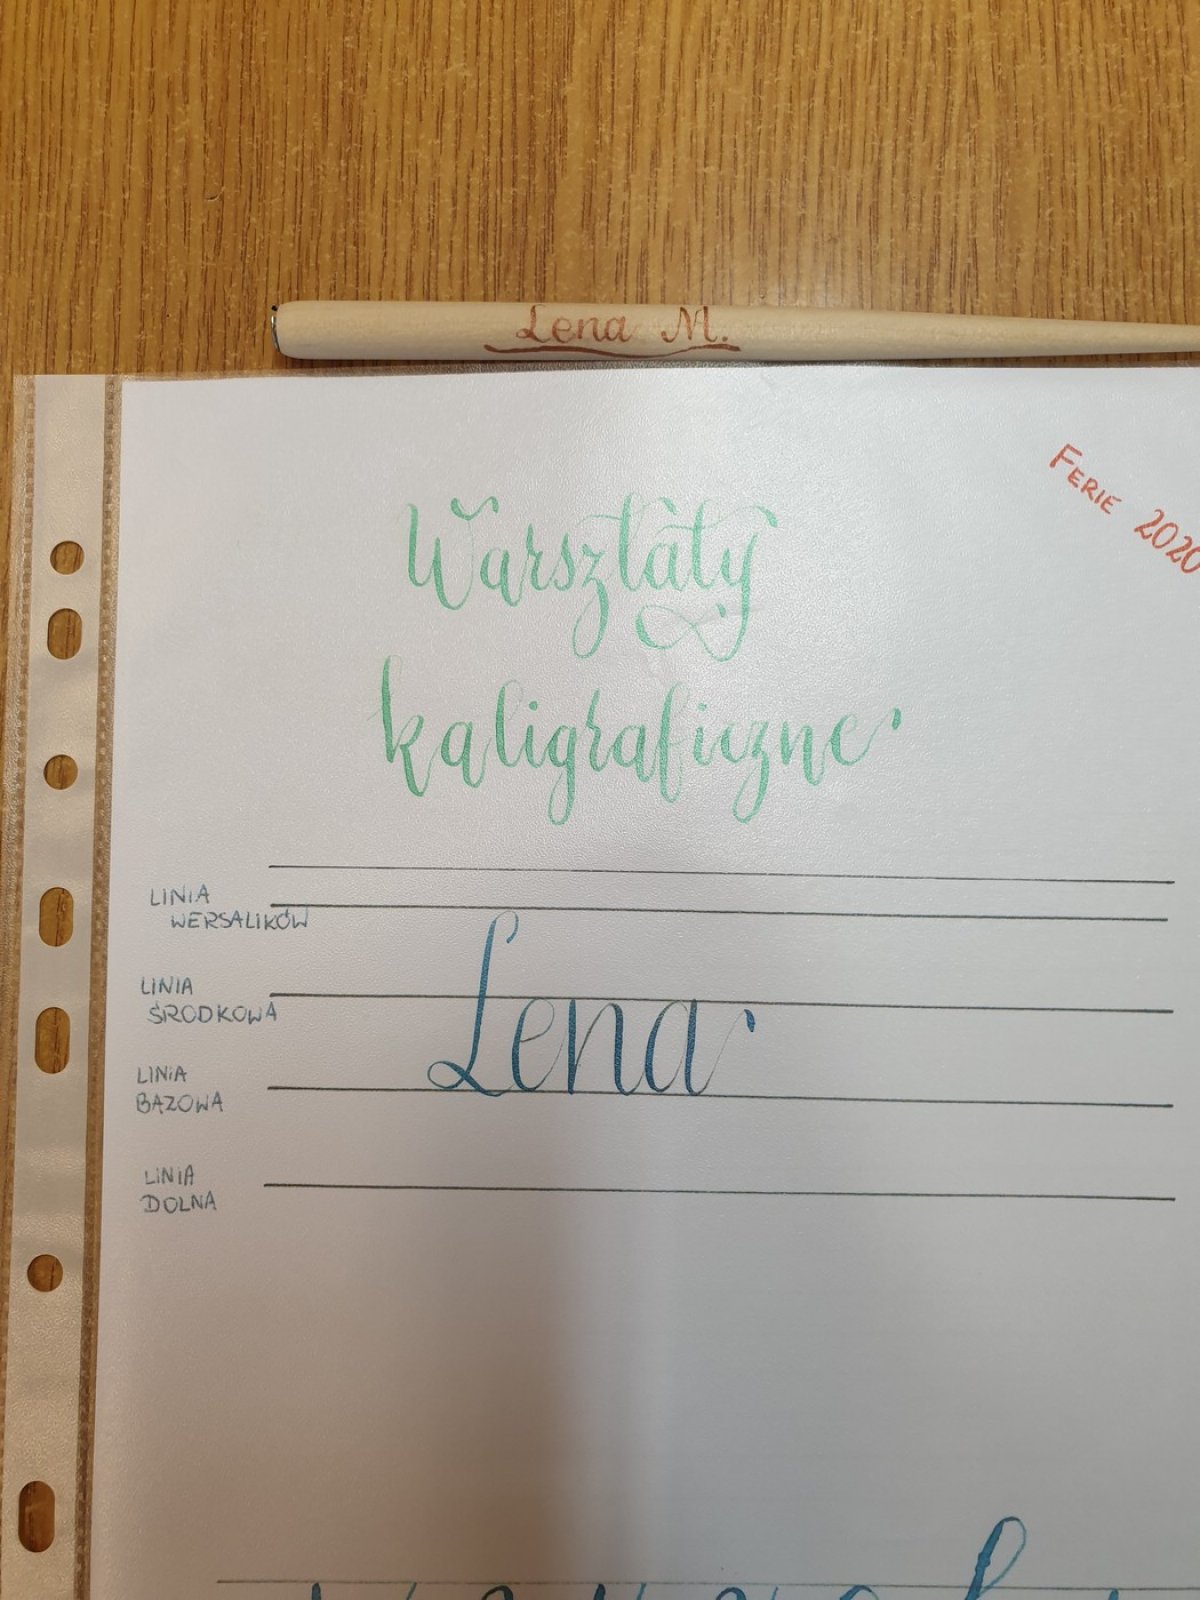 Lena M.
FERIE 2020
Warsztaty
kaligraficzne
LINIA
WERSALIKÓW
LINIA
ŚRODKOWA
Lena
LINIA
BAZOWA
LINIA
DOLNA